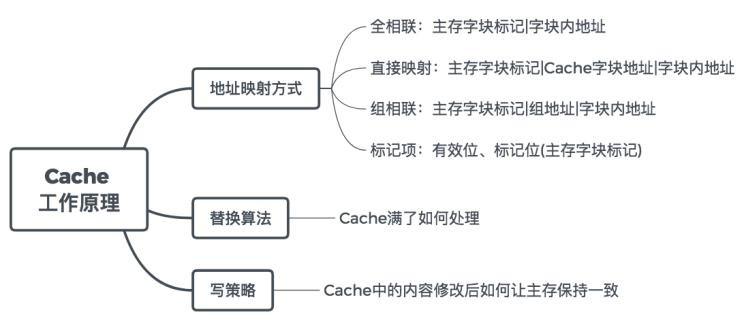 Cache
工作原理
地址映射方式
全相联：主存字块标记|字块内地址
直接映射：主存字块标记|Cache字块地址|字块内地址
组相联：主存字块标记|组地址|字块内地址
标记项：有效位、标记位(主存字块标记)
替换算法
Cache满了如何处理
写策略
Cache中的内容修改后如何让主存保持一致